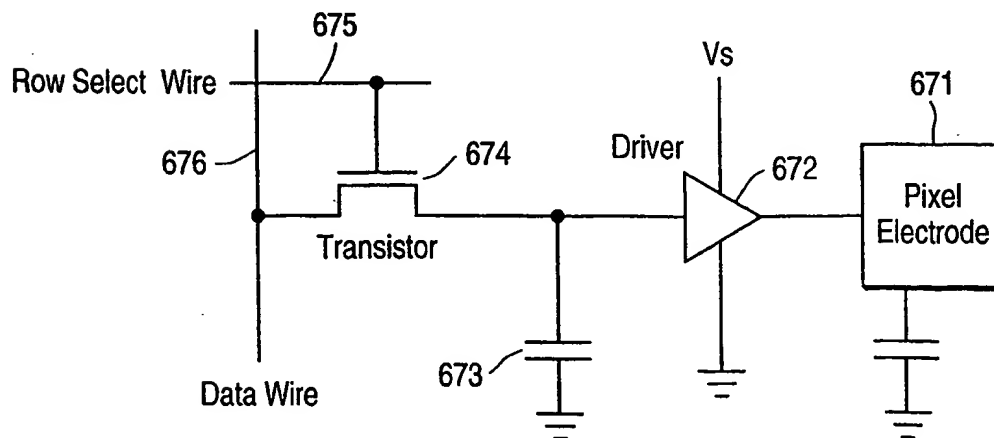 675
Row Select Wire
Vs
671
676
674
Driver
672
Pixel
Electrode
Transistor
673
Data Wire